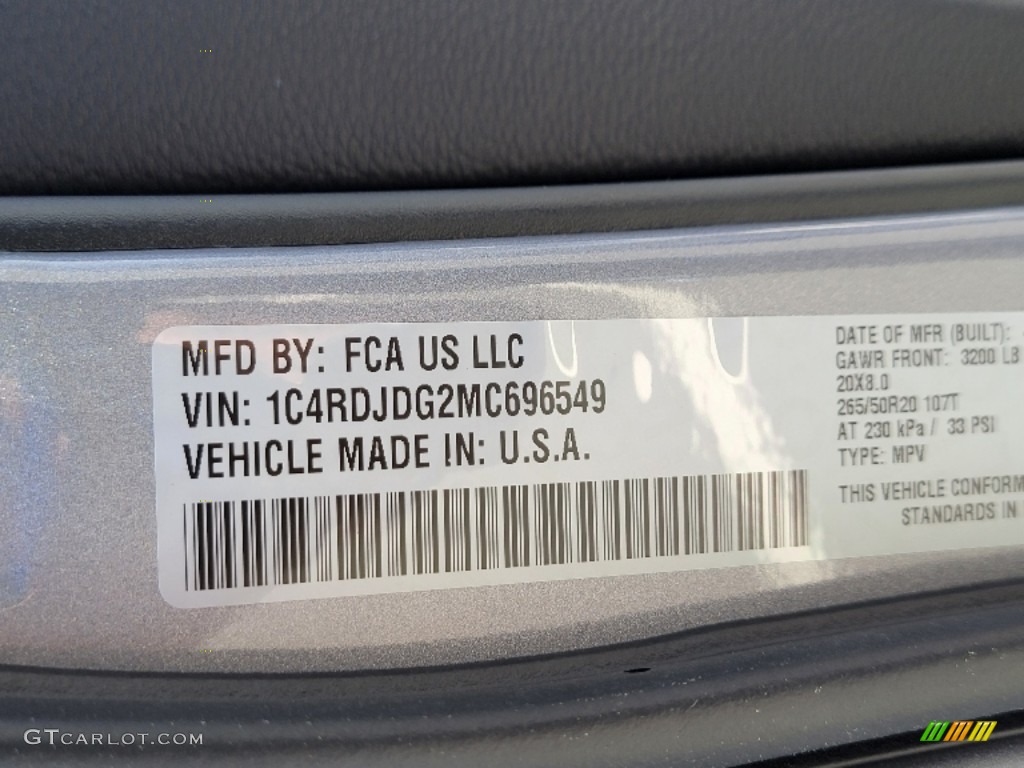 MFD BY: FCA US LLC
VIN: 1C4RDJDG2MC696549
VEHICLE MADE IN: U.S.A.
DATE OF MFR (BUILT):
GAWR FRONT: 3200 LB
20X8.0
265/50R20 107T
AT 230 kPa / 33 PSI
TYPE: MPV
THIS VEHICLE CONFORM
STANDARDS IN
GTCARLOT.COM